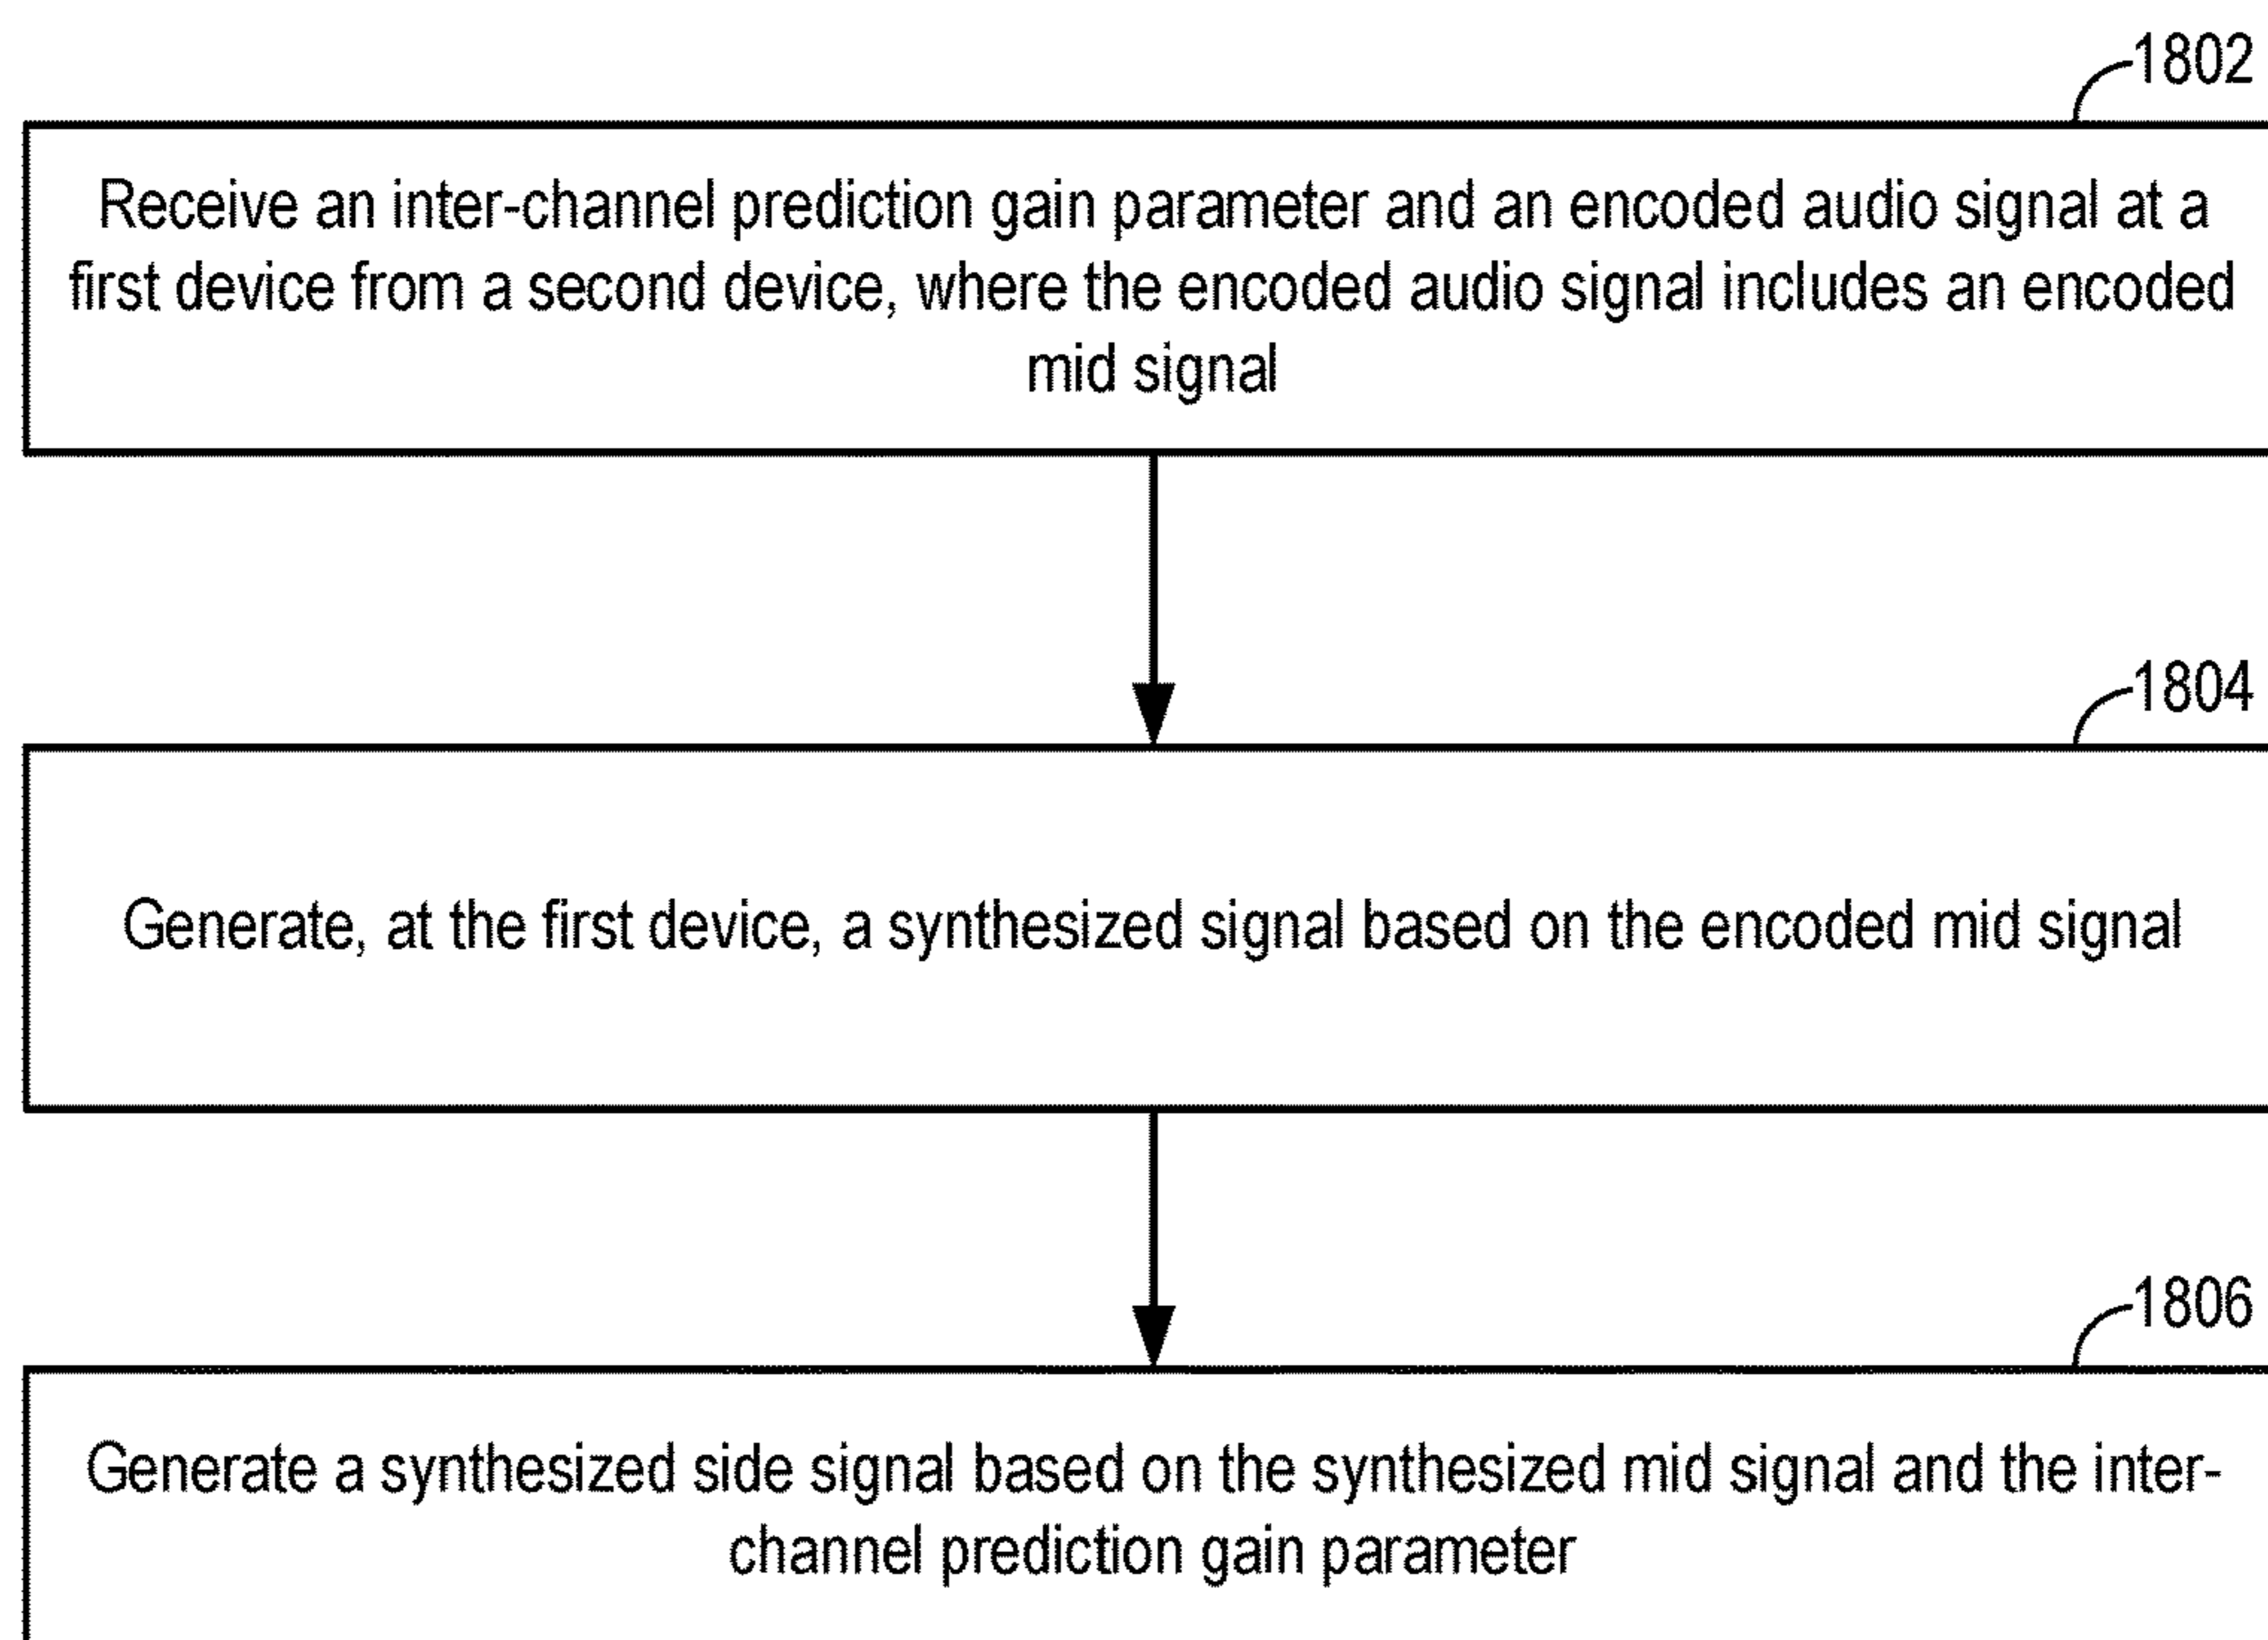 1802
Receive an inter-channel prediction gain parameter and an encoded audio signal at a
first device from a second device, where the encoded audio signal includes an encoded
mid signal
1804
Generate, at the first device, a synthesized signal based on the encoded mid signal
1806
Generate a synthesized side signal based on the synthesized mid signal and the inter-
channel prediction gain parameter